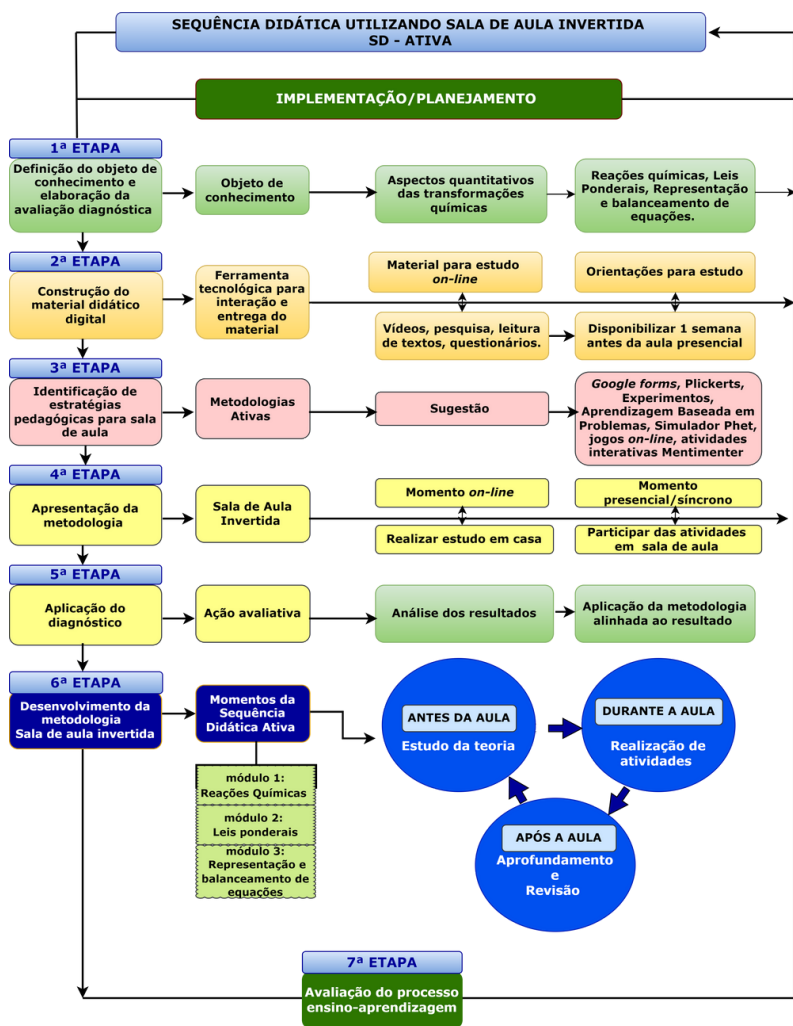 SEQUÊNCIA DIDÁTICA UTILIZANDO SALA DE AULA INVERTIDA
SD - ATIVA
IMPLEMENTAÇÃO/PLANEJAMENTO
1ª ETAPA
Definição do objeto de
conhecimento e
elaboração da
avaliação diagnóstica
Objeto de
conhecimento
Aspectos quantitativos
das transformações
químicas
Reações químicas, Leis
Ponderais, Representação
e balanceamento de
equações.
2ª ETAPA
Construção do
material didático
digital
Ferramenta
tecnológica para
interação e
entrega do
material
Material para estudo
on-line
Vídeos, pesquisa, leitura
de textos, questionários.
Orientações para estudo
Disponibilizar 1 semana
antes da aula presencial
3ª ETAPA
Identificação de
estratégias
pedagógicas para sala
de aula
Metodologias
Ativas
Sugestão
Google forms, Plickerts,
Experimentos,
Aprendizagem Baseada em
Problemas, Simulador Phet,
jogos on-line, atividades
interativas Mentimenter
4ª ETAPA
Apresentação da
metodologia
Sala de Aula
Invertida
Momento on-line
Realizar estudo em casa
Momento
presencial/síncrono
Participar das atividades
em sala de aula
5ª ETAPA
Aplicação do
diagnóstico
Ação avaliativa
Análise dos resultados
Aplicação da metodologia
alinhada ao resultado
6ª ETAPA
Desenvolvimento da
metodologia
Sala de aula invertida
Momentos da
Sequência
Didática Ativa
módulo 1:
Reações Químicas
módulo 2:
Leis ponderais
módulo 3:
Representação e
balanceamento de
equações
ANTES DA AULA
Estudo da teoria
DURANTE A AULA
Realização de
atividades
APÓS A AULA
Aprofundamento
e
Revisão
7ª ETAPA
Avaliação do processo
ensino-aprendizagem